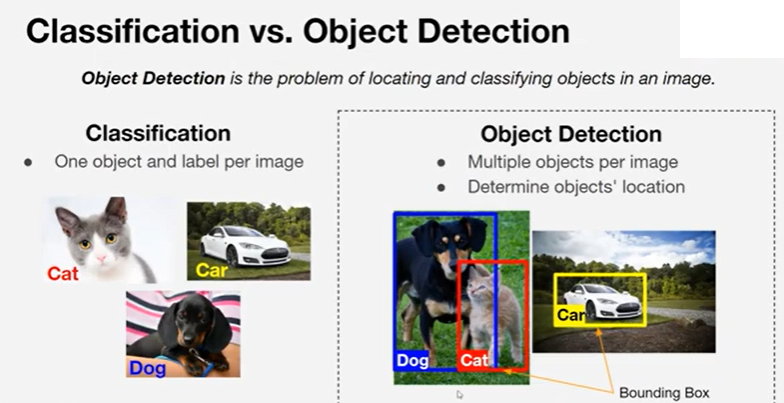 Classification vs. Object Detection
Object Detection is the problem of locating and classifying objects in an image.
Classification
● One object and label per image
Cat
Car
Dog
Object Detection
● Multiple objects per image
● Determine objects' location
Dog
Cat
Car
Bounding Box